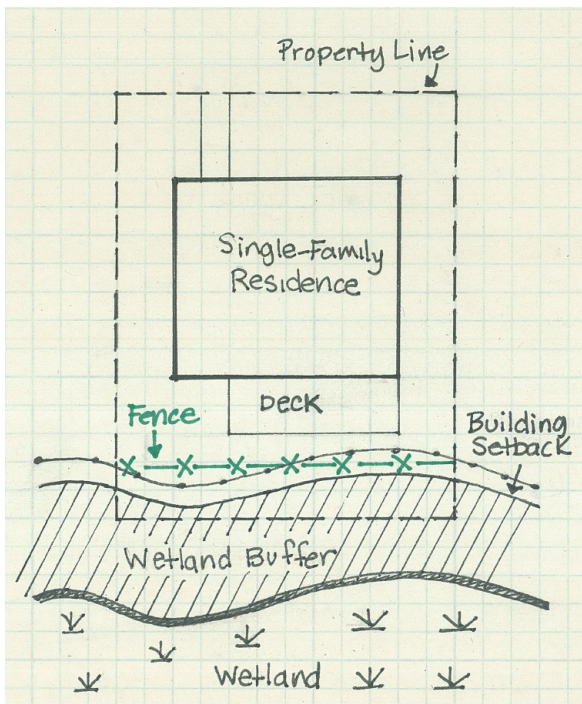 Property Line
Single-Family
Residence
Deck
Fence
Building
Setback
Wetland Buffer
Wetland